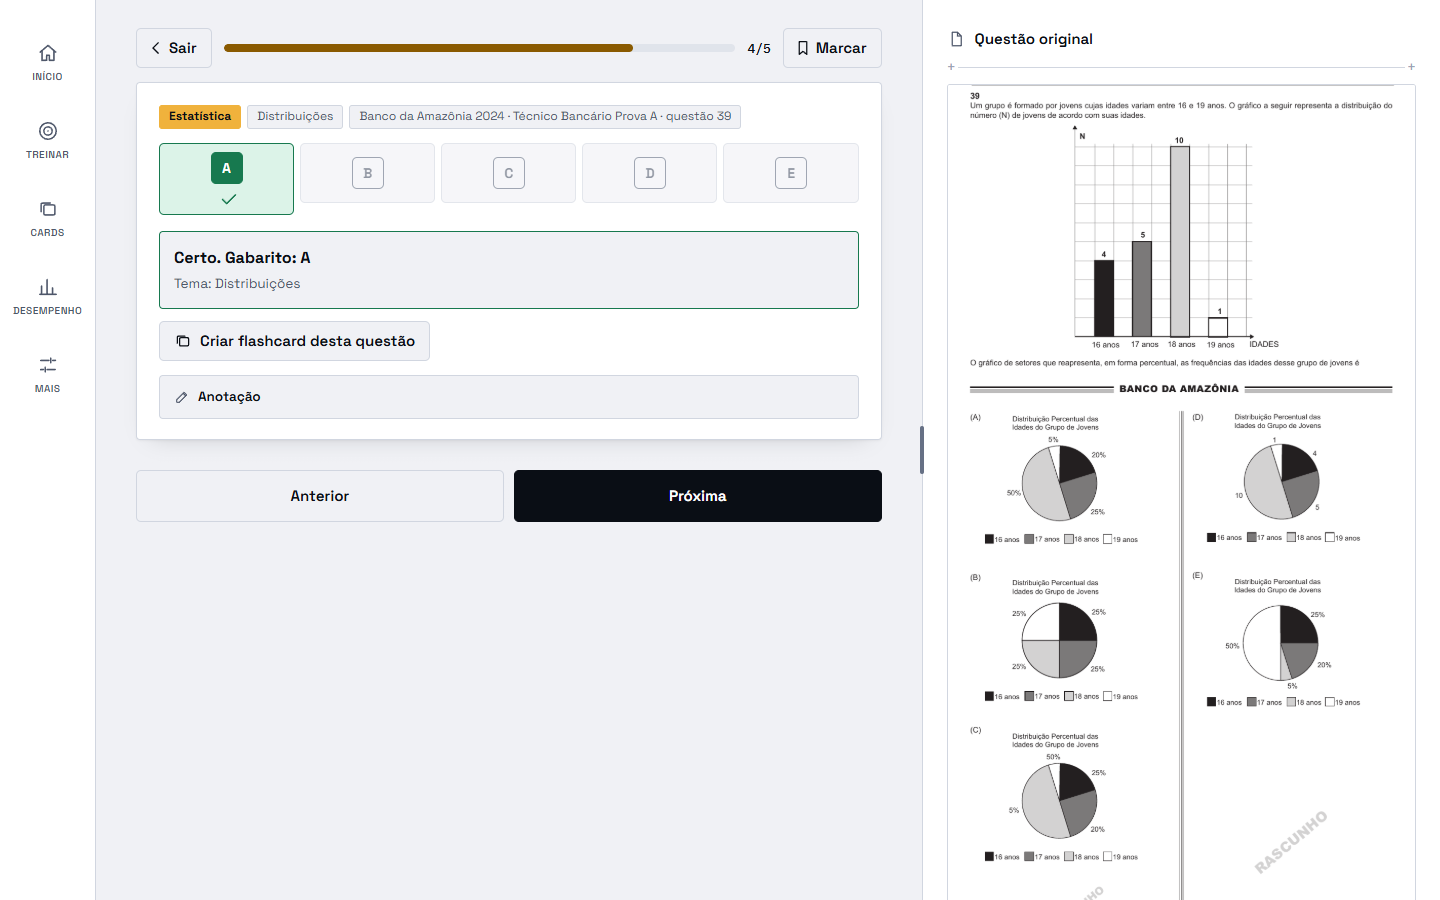 INÍCIO
TREINAR
CARDS
DESEMPENHO
MAIS
Sair
4/5
Marcar
Estatística
Distribuições
Banco da Amazônia 2024 · Técnico Bancário Prova A · questão 39
A
B
C
D
E
Certo. Gabarito: A
Tema: Distribuições
Criar flashcard desta questão
Anotação
Anterior
Próxima
Questão original
39
Um grupo é formado por jovens cujas idades variam entre 16 e 19 anos. O gráfico a seguir representa a distribuição do
número (N) de jovens de acordo com suas idades.
N
10
5
4
1
16 anos 17 anos 18 anos 19 anos IDADES
O gráfico de setores que reapresenta, em forma percentual, as frequências das idades desse grupo de jovens é
BANCO DA AMAZÔNIA
(A)
Distribuição Percentual das
Idades do Grupo de Jovens
5%
20%
50%
25%
16 anos 17 anos 18 anos 19 anos
(B)
Distribuição Percentual das
Idades do Grupo de Jovens
25%
25%
25%
25%
16 anos 17 anos 18 anos 19 anos
(C)
Distribuição Percentual das
Idades do Grupo de Jovens
50%
25%
5%
20%
16 anos 17 anos 18 anos 19 anos
(D)
Distribuição Percentual das
Idades do Grupo de Jovens
1
4
10
5
16 anos 17 anos 18 anos 19 anos
(E)
Distribuição Percentual das
Idades do Grupo de Jovens
25%
50%
20%
5%
16 anos 17 anos 18 anos 19 anos
RASCUNHO